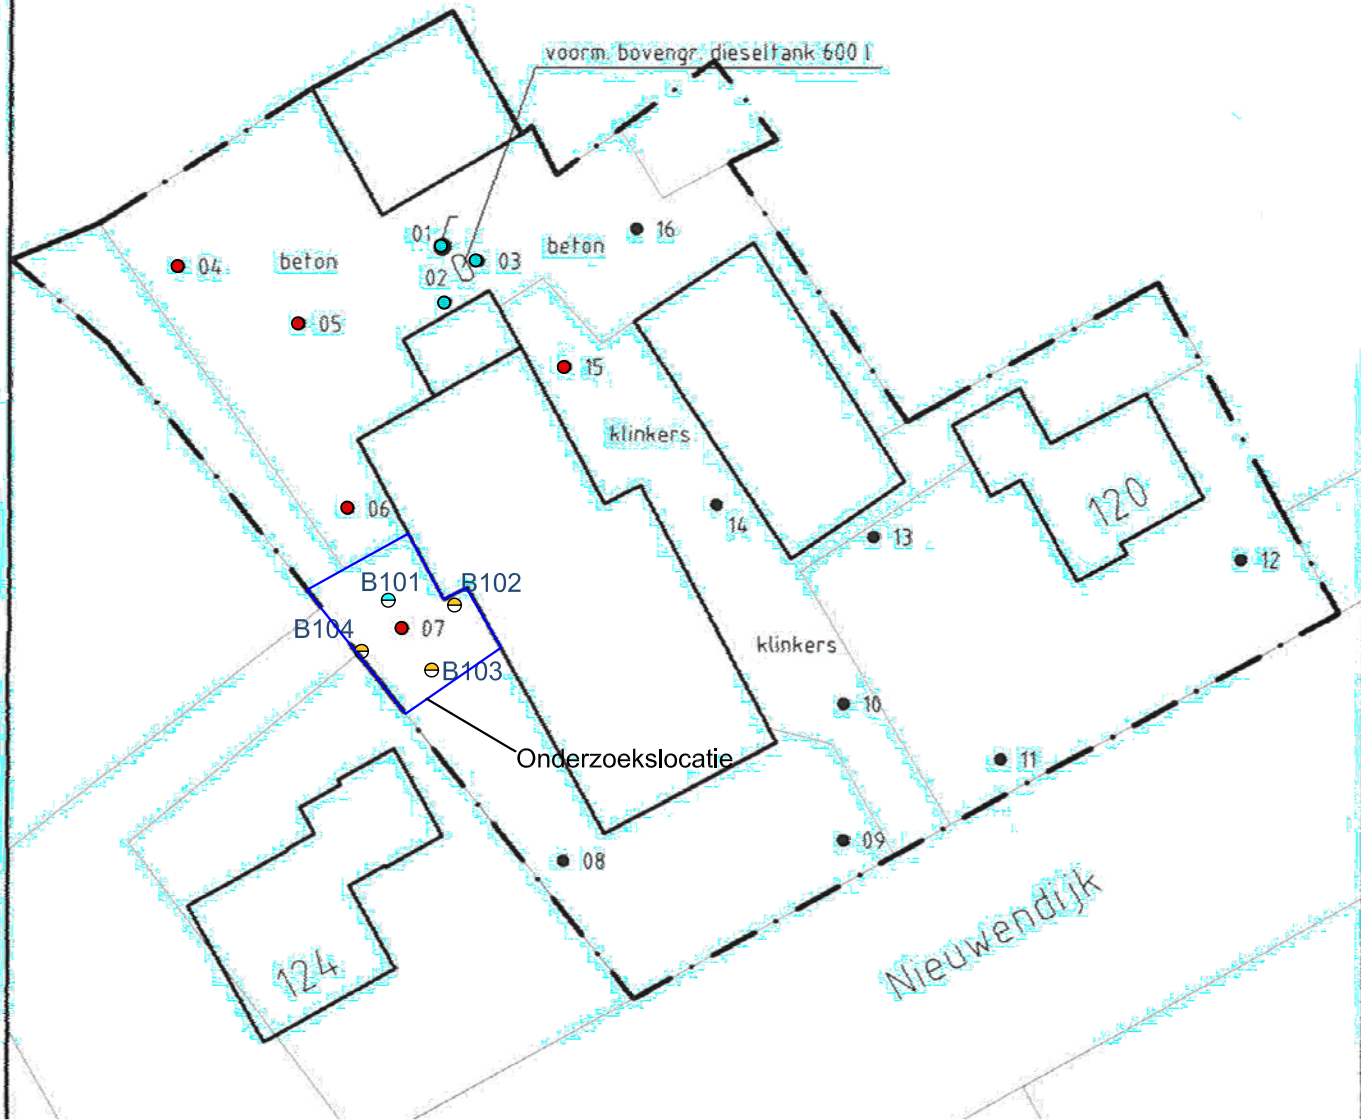 voorm. bovengr. dieseltank 600 l
01
16
beton
03
beton
04
02
05
15
klinkers
120
06
14
13
12
B101
B102
B104
07
klinkers
B103
10
Onderzoekslocatie
11
09
08
Nieuwendijk
124